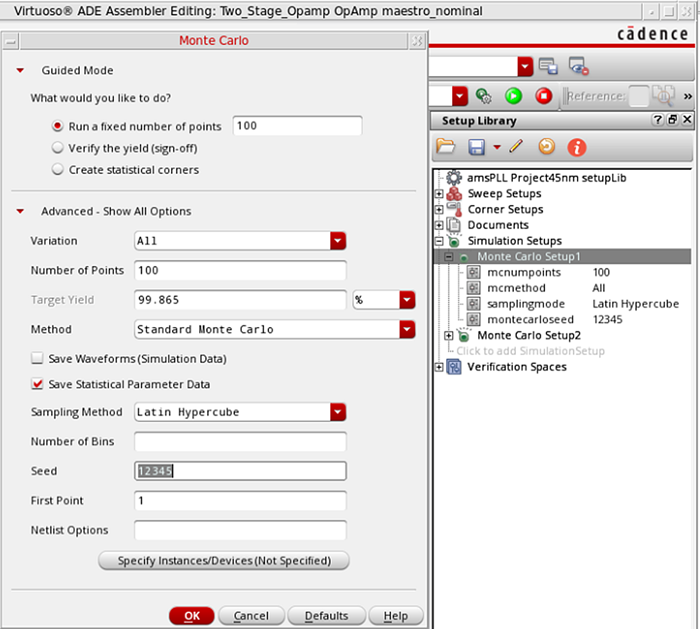 Virtuoso® ADE Assembler Editing: Two_Stage_Opamp OpAmp maestro_nominal
cādence
Monte Carlo
Guided Mode
What would you like to do?
Run a fixed number of points 100
Verify the yield (sign-off)
Create statistical corners
Advanced - Show All Options
Variation All
Number of Points 100
Target Yield 99.865 %
Method Standard Monte Carlo
Save Waveforms (Simulation Data)
Save Statistical Parameter Data
Sampling Method Latin Hypercube
Number of Bins
Seed 12345
First Point 1
Netlist Options
Specify Instances/Devices (Not Specified)
OK Cancel Defaults Help
Reference: »
Setup Library
amsPLL Project45nm setupLib
Sweep Setups
Corner Setups
Documents
Simulation Setups
Monte Carlo Setup1
mcnumpoints 100
mcmethod All
samplingmode Latin Hypercube
montecarloseed 12345
Monte Carlo Setup2
Click to add SimulationSetup
Verification Spaces